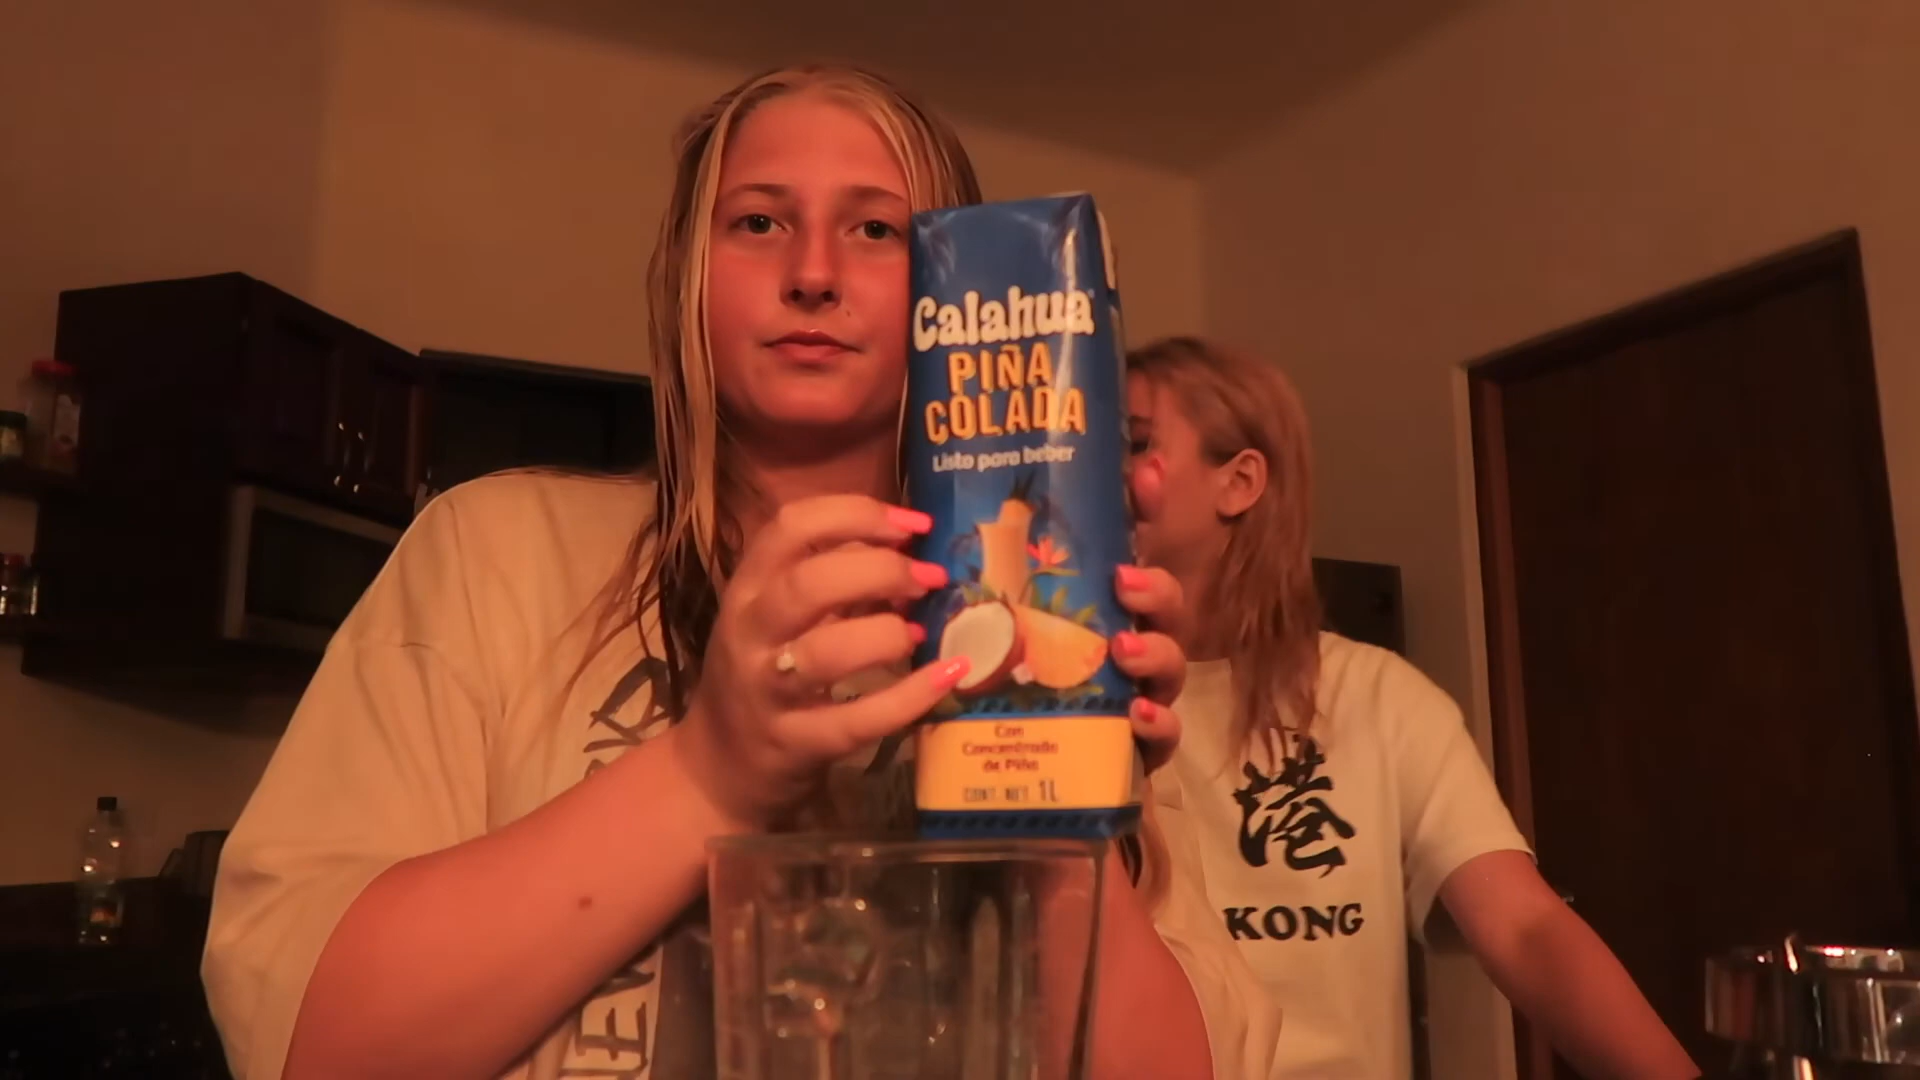 Calahua
PIÑA
COLADA
Listo para beber
Con
Concentrado
de Piña
CONT. NET 1L
港
KONG